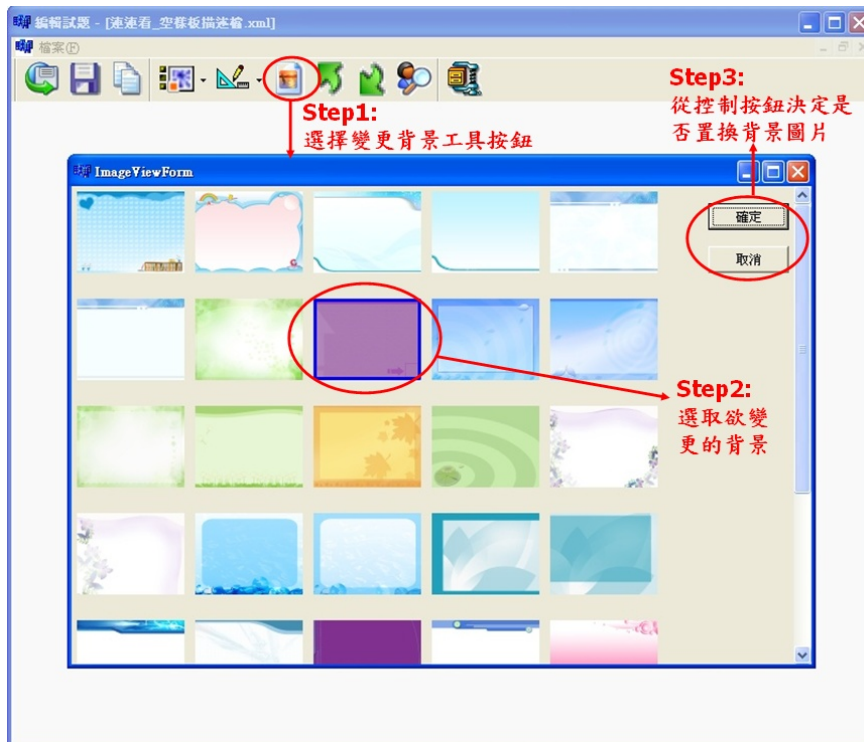 編輯試題 - [連連看_空樣板描述檔.xml]
檔案(F)
Step1:
選擇變更背景工具按鈕
Step3:
從控制按鈕決定是
否置換背景圖片
ImageViewForm
確定
取消
Step2:
選取欲變
更的背景